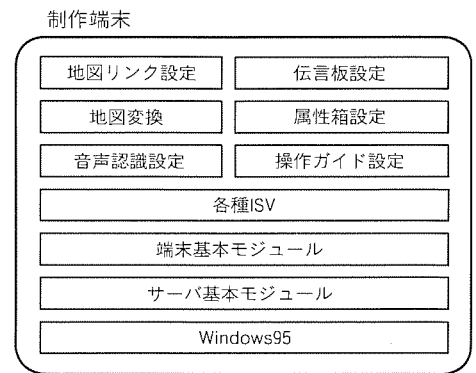 制作端末
地図リンク設定
伝言板設定
地図変換
属性箱設定
音声認識設定
操作ガイド設定
各種ISV
端末基本モジュール
サーバ基本モジュール
Windows95